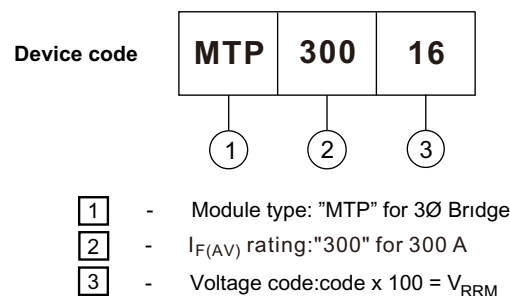 Device code MTP 300 16
1 2 3
1 - Module type: ”MTP” for 3Ø Brıdge
2 - IF(AV) rating:"300" for 300 A
3 - Voltage code:code x 100 = VRRM